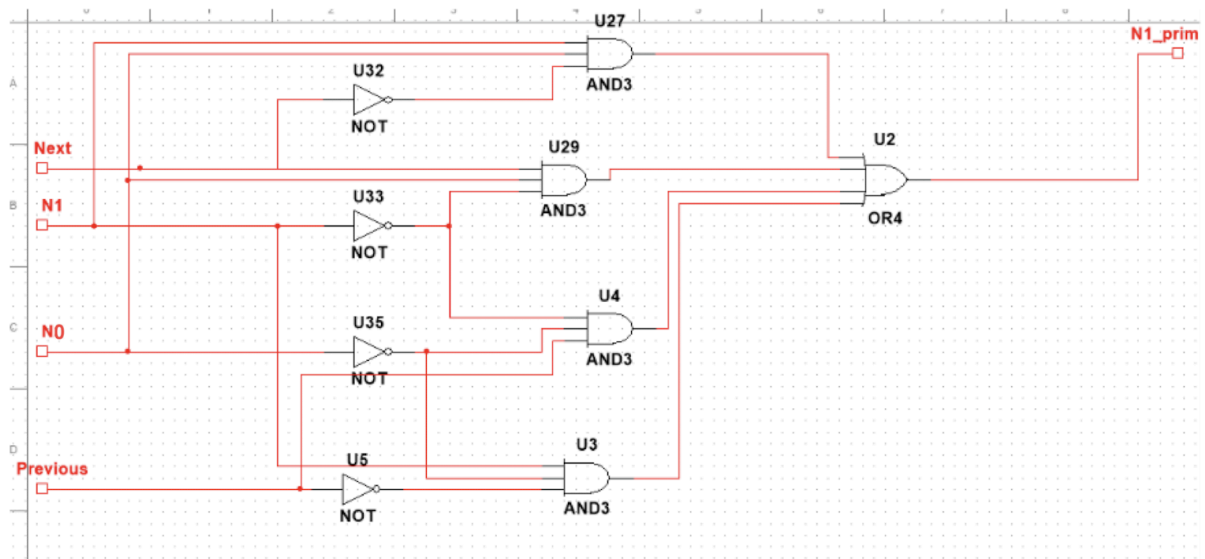 U27
N1_prim
U32
AND3
NOT
U2
Next
U29
U33
N1
AND3
OR4
NOT
U4
U35
N0
AND3
NOT
U3
U5
Previous
AND3
NOT
A
B
C
D